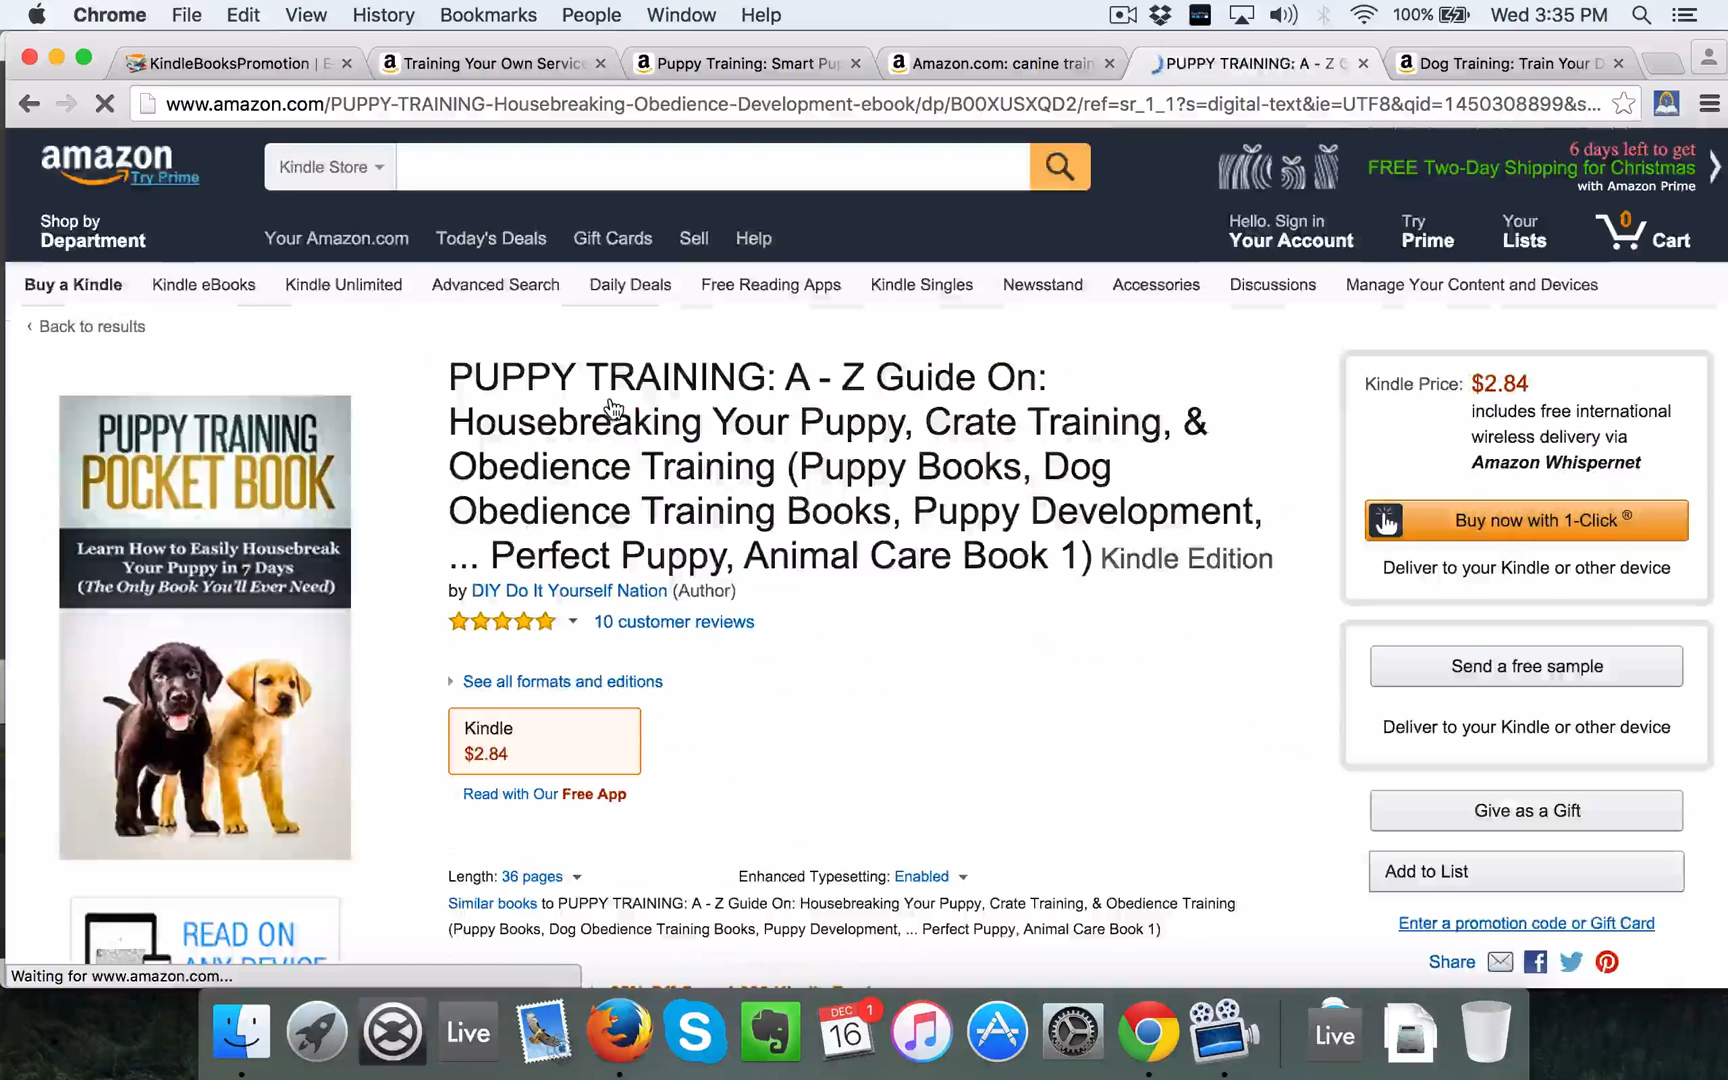 Chrome File Edit View History Bookmarks People Window Help 100% Wed 3:35 PM
KindleBooksPromotion | E Training Your Own Service Puppy Training: Smart Pup Amazon.com: canine train PUPPY TRAINING: A - Z G Dog Training: Train Your D
www.amazon.com/PUPPY-TRAINING-Housebreaking-Obedience-Development-ebook/dp/B00XUSXQD2/ref=sr_1_1?s=digital-text&ie=UTF8&qid=1450308899&s...
amazon
Try Prime
Kindle Store
6 days left to get
FREE Two-Day Shipping for Christmas
with Amazon Prime
Shop by
Department
Your Amazon.com Today's Deals Gift Cards Sell Help
Hello. Sign in
Your Account
Try
Prime
Your
Lists
0
Cart
Buy a Kindle Kindle eBooks Kindle Unlimited Advanced Search Daily Deals Free Reading Apps Kindle Singles Newsstand Accessories Discussions Manage Your Content and Devices
‹ Back to results
PUPPY TRAINING
POCKET BOOK
Learn How to Easily Housebreak
Your Puppy in 7 Days
(The Only Book You'll Ever Need)
READ ON
ANY DEVICE
PUPPY TRAINING: A - Z Guide On:
Housebreaking Your Puppy, Crate Training, &
Obedience Training (Puppy Books, Dog
Obedience Training Books, Puppy Development,
... Perfect Puppy, Animal Care Book 1) Kindle Edition
by DIY Do It Yourself Nation (Author)
10 customer reviews
See all formats and editions
Kindle
$2.84
Read with Our Free App
Length: 36 pages Enhanced Typesetting: Enabled
Similar books to PUPPY TRAINING: A - Z Guide On: Housebreaking Your Puppy, Crate Training, & Obedience Training
(Puppy Books, Dog Obedience Training Books, Puppy Development, ... Perfect Puppy, Animal Care Book 1)
Kindle Price: $2.84
includes free international
wireless delivery via
Amazon Whispernet
Buy now with 1-Click ®
Deliver to your Kindle or other device
Send a free sample
Deliver to your Kindle or other device
Give as a Gift
Add to List
Enter a promotion code or Gift Card
Share
Waiting for www.amazon.com...
Live
DEC
16
1
Live